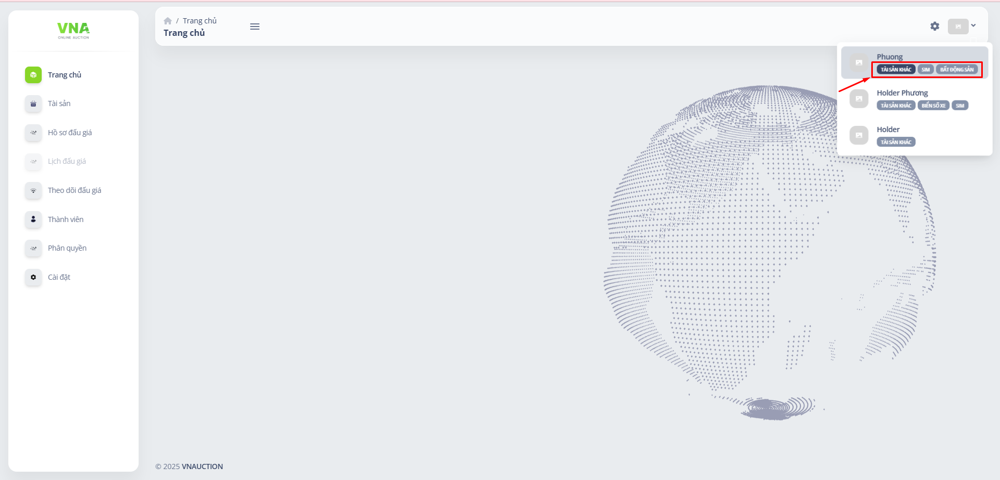 VNA
ONLINE AUCTION
Trang chủ
Tài sản
Hồ sơ đấu giá
Lịch đấu giá
Theo dõi đấu giá
Thành viên
Phân quyền
Cài đặt
/ Trang chủ
Trang chủ
Phuong
TÀI SẢN KHÁC SIM BẤT ĐỘNG SẢN
Holder Phương
TÀI SẢN KHÁC BIỂN SỐ XE SIM
Holder
TÀI SẢN KHÁC
© 2025 VNAUCTION